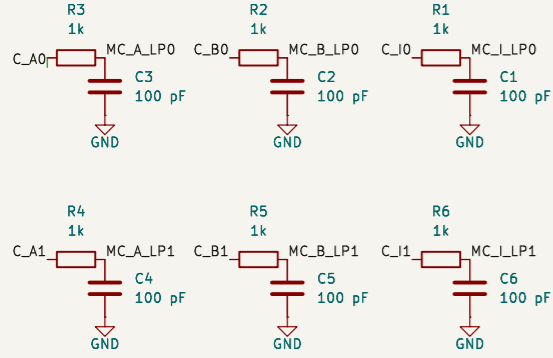 R3 R2 R1
1k 1k 1k
C_A0 MC_A_LP0 C_B0 MC_B_LP0 C_I0 MC_I_LP0
C3 C2 C1
100 pF 100 pF 100 pF
GND GND GND
R4 R5 R6
1k 1k 1k
C_A1 MC_A_LP1 C_B1 MC_B_LP1 C_I1 MC_I_LP1
C4 C5 C6
100 pF 100 pF 100 pF
GND GND GND